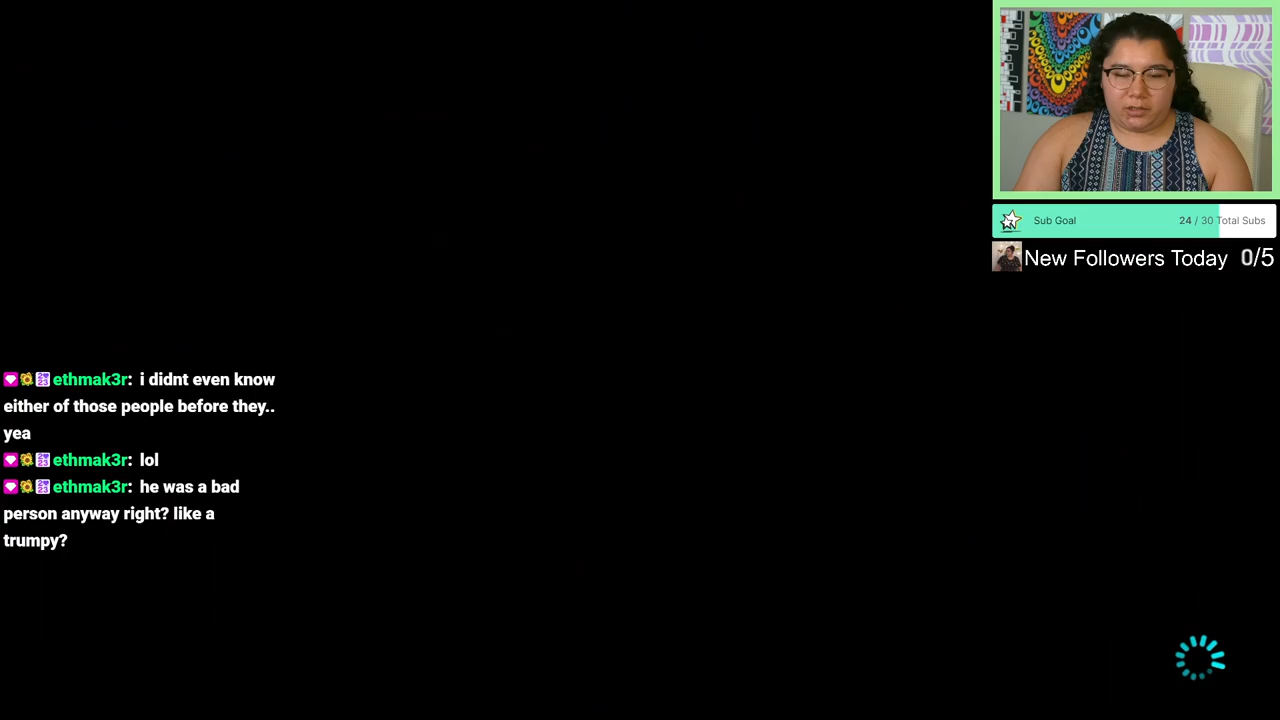 Sub Goal 24 / 30 Total Subs
New Followers Today 0/5
ethmak3r: i didnt even know
either of those people before they..
yea
ethmak3r: lol
ethmak3r: he was a bad
person anyway right? like a
trumpy?